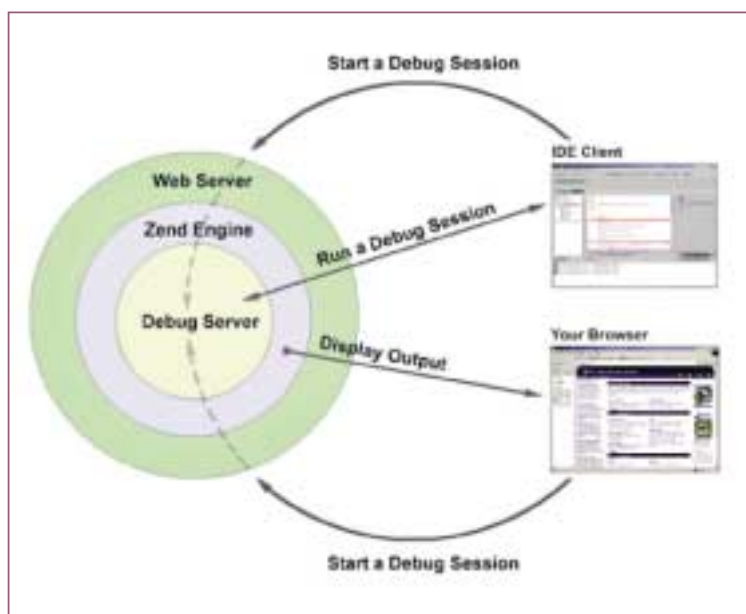 Start a Debug Session
IDE Client
Web Server
Zend Engine
Run a Debug Session
Debug Server
Your Browser
Display Output
Start a Debug Session